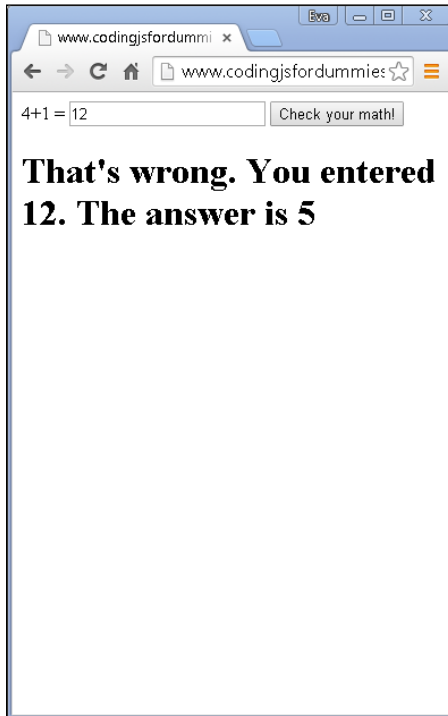 Eva
www.codingjsfordummi
www.codingjsfordummies
4+1 = 12 Check your math!
That's wrong. You entered
12. The answer is 5